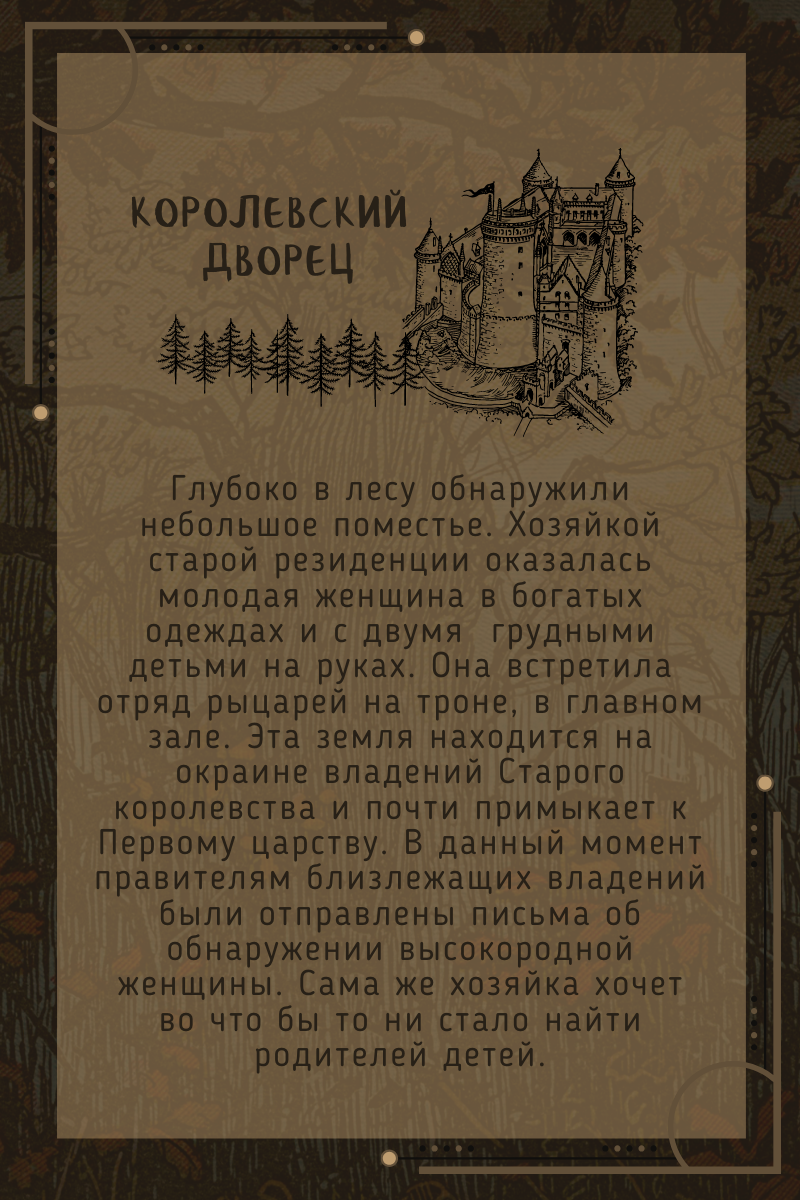 КОРОЛЕВСКИЙ
ДВОРЕЦ
Глубоко в лесу обнаружили
небольшое поместье. Хозяйкой
старой резиденции оказалась
молодая женщина в богатых
одеждах и с двумя  грудными
детьми на руках. Она встретила
отряд рыцарей на троне, в главном
зале. Эта земля находится на
окраине владений Старого
королевства и почти примыкает к
Первому царству. В данный момент
правителям близлежащих владений
были отправлены письма об
обнаружении высокородной
женщины. Сама же хозяйка хочет
во что бы то ни стало найти
родителей детей.